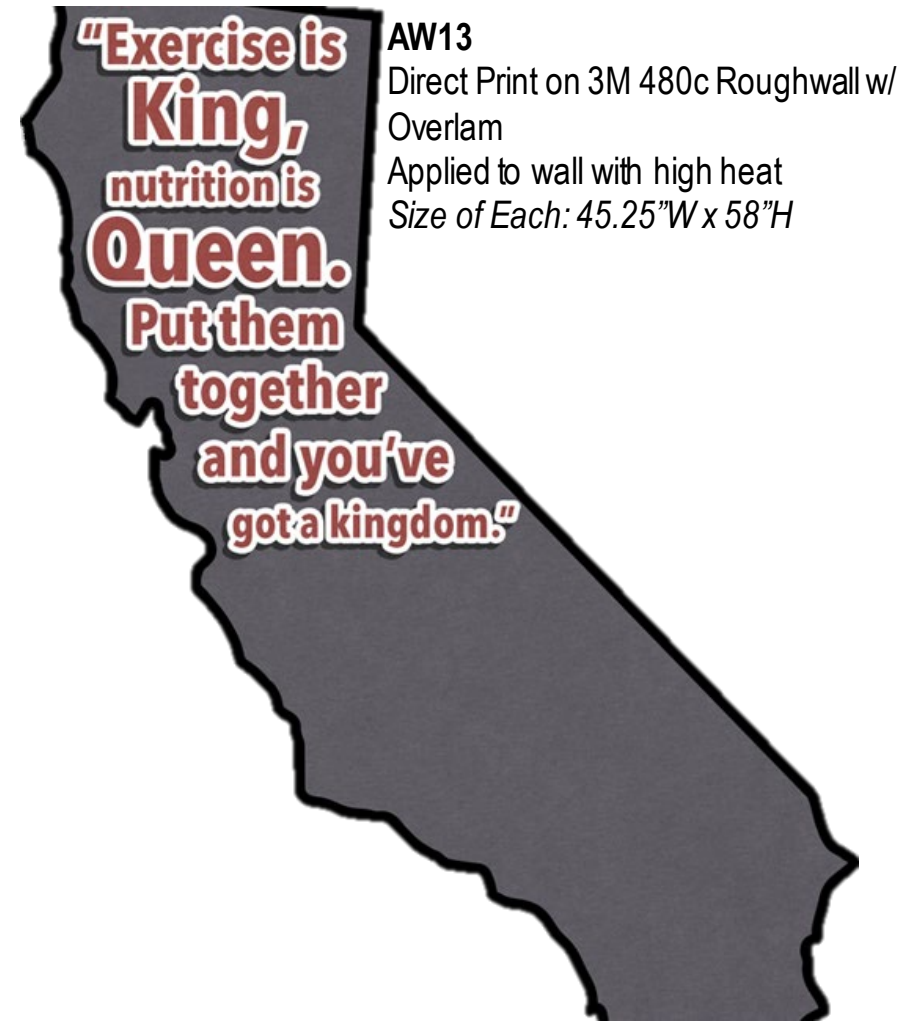 "Exercise is
King,
nutrition is
Queen.
Put them
together
and you've
got a kingdom."
AW13
Direct Print on 3M 480c Roughwall w/
Overlam
Applied to wall with high heat
Size of Each: 45.25”W x 58”H